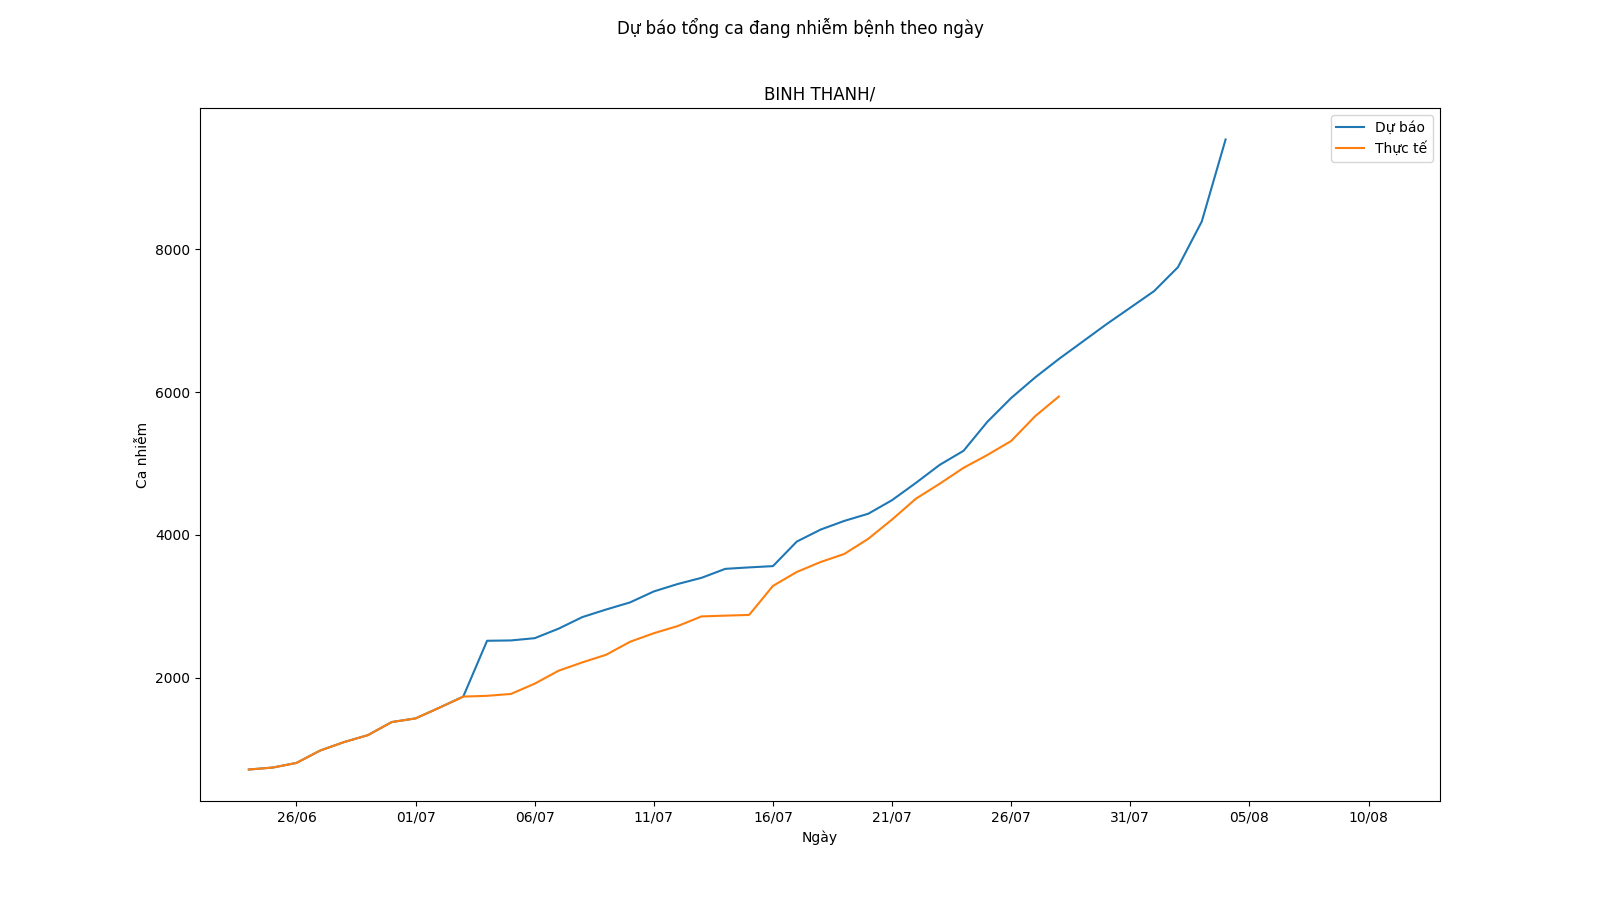 Dự báo tổng ca đang nhiễm bệnh theo ngày
BINH THANH/
Dự báo
Thực tế
8000
6000
4000
2000
Ca nhiễm
26/06 01/07 06/07 11/07 16/07 21/07 26/07 31/07 05/08 10/08
Ngày